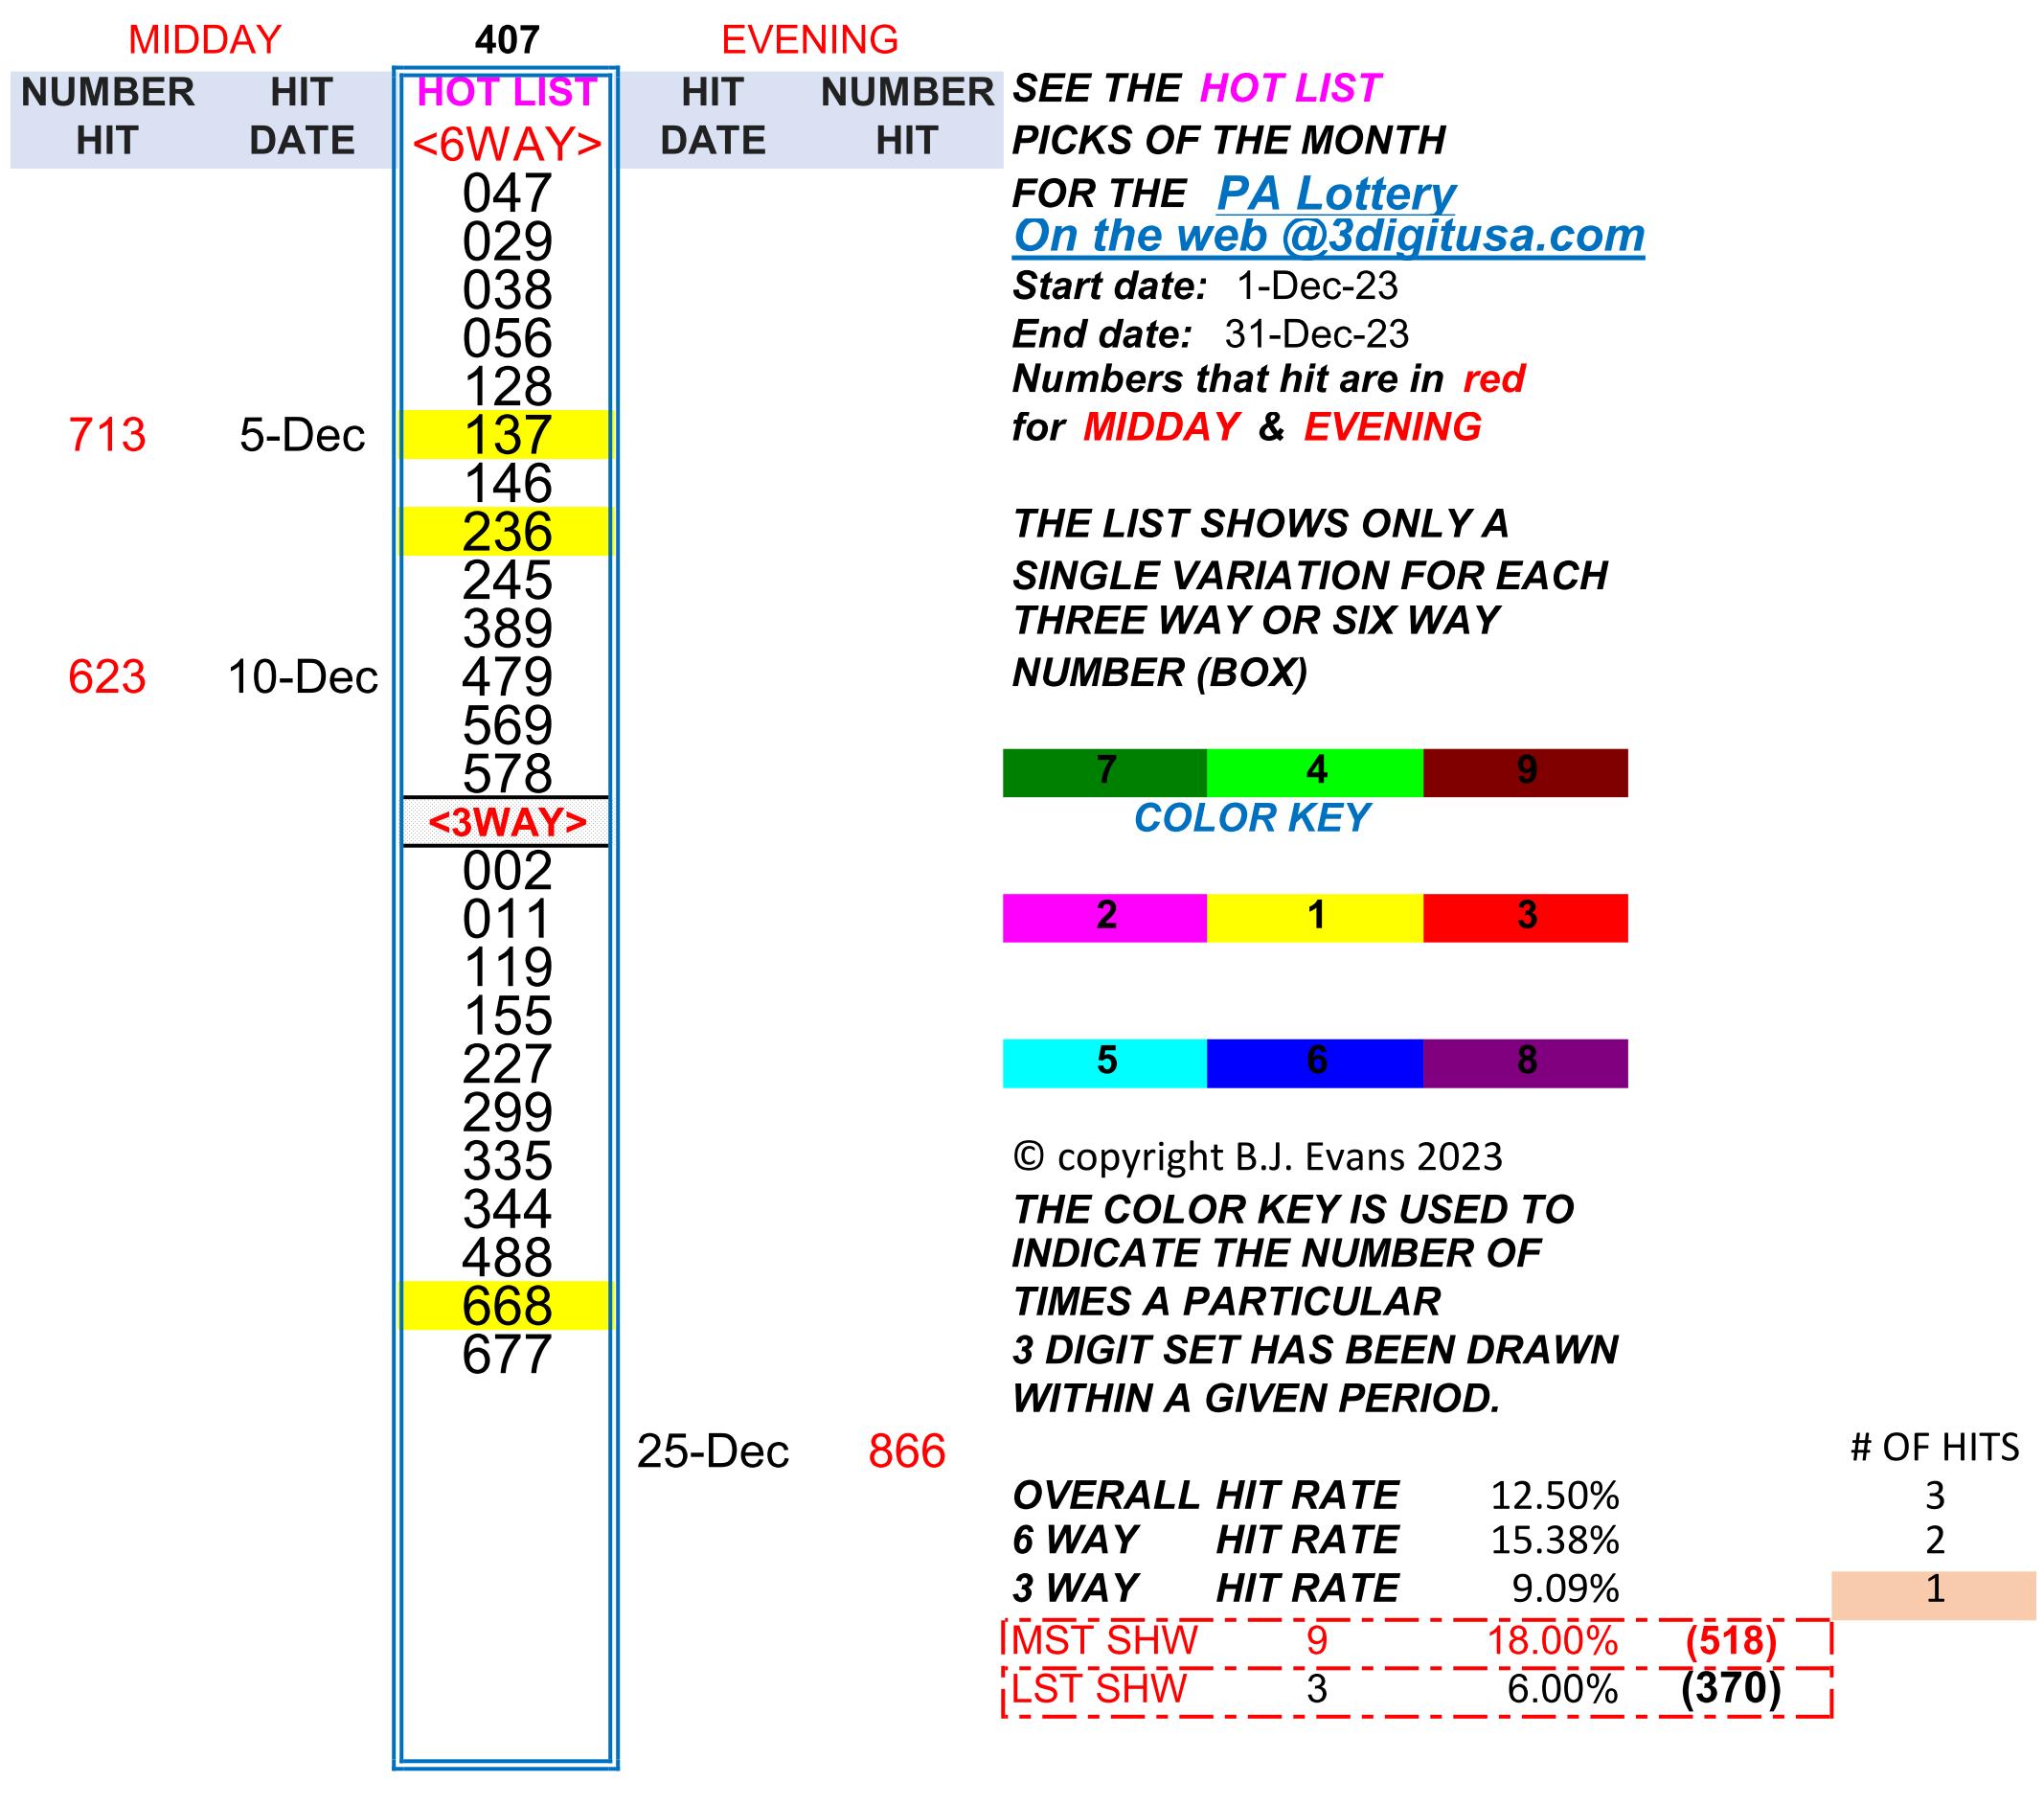 MIDDAY 407 EVENING
NUMBER HIT HOT LIST HIT NUMBER
HIT DATE <6WAY> DATE HIT
047
029
038
056
128
713 5-Dec 137
146
236
245
389
623 10-Dec 479
569
578
<3WAY>
002
011
119
155
227
299
335
344
488
668
677
25-Dec 866
SEE THE HOT LIST
PICKS OF THE MONTH
FOR THE PA Lottery
On the web @3digitusa.com
Start date: 1-Dec-23
End date: 31-Dec-23
Numbers that hit are in red
for MIDDAY & EVENING
THE LIST SHOWS ONLY A
SINGLE VARIATION FOR EACH
THREE WAY OR SIX WAY
NUMBER (BOX)
7 4 9
COLOR KEY
2 1 3
5 6 8
© copyright B.J. Evans 2023
THE COLOR KEY IS USED TO
INDICATE THE NUMBER OF
TIMES A PARTICULAR
3 DIGIT SET HAS BEEN DRAWN
WITHIN A GIVEN PERIOD.
# OF HITS
OVERALL HIT RATE 12.50% 3
6 WAY HIT RATE 15.38% 2
3 WAY HIT RATE 9.09% 1
MST SHW 9 18.00% (518)
LST SHW 3 6.00% (370)